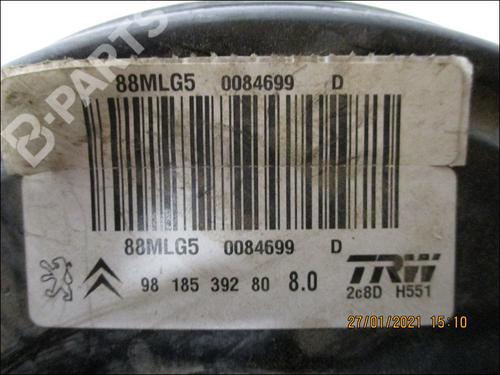 B-PARTS
88MLG5 0084699 D
88MLG5 0084699 D
98 185 392 80 8.0
TRW
2c8D H551
27/01/2021 15:10